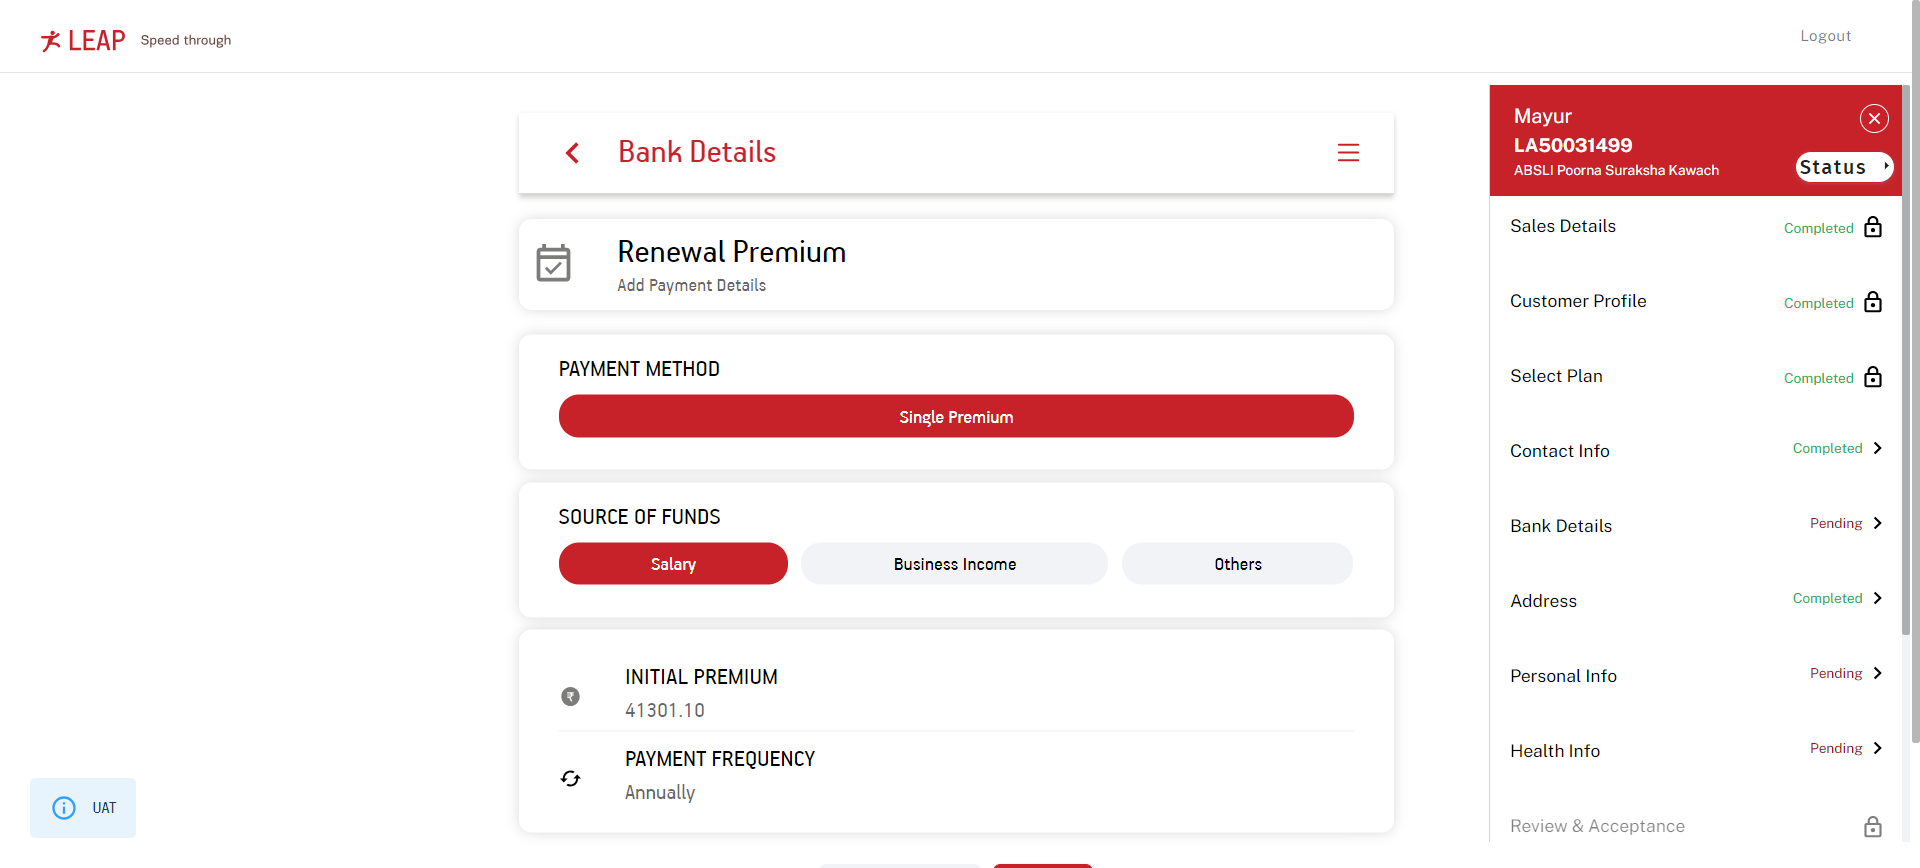 LEAP Speed through
Logout
Bank Details
Renewal Premium
Add Payment Details
PAYMENT METHOD
Single Premium
SOURCE OF FUNDS
Salary
Business Income
Others
INITIAL PREMIUM
41301.10
PAYMENT FREQUENCY
Annually
UAT
Mayur
LA50031499
ABSLI Poorna Suraksha Kawach
Status
Sales Details Completed
Customer Profile Completed
Select Plan Completed
Contact Info Completed
Bank Details Pending
Address Completed
Personal Info Pending
Health Info Pending
Review & Acceptance